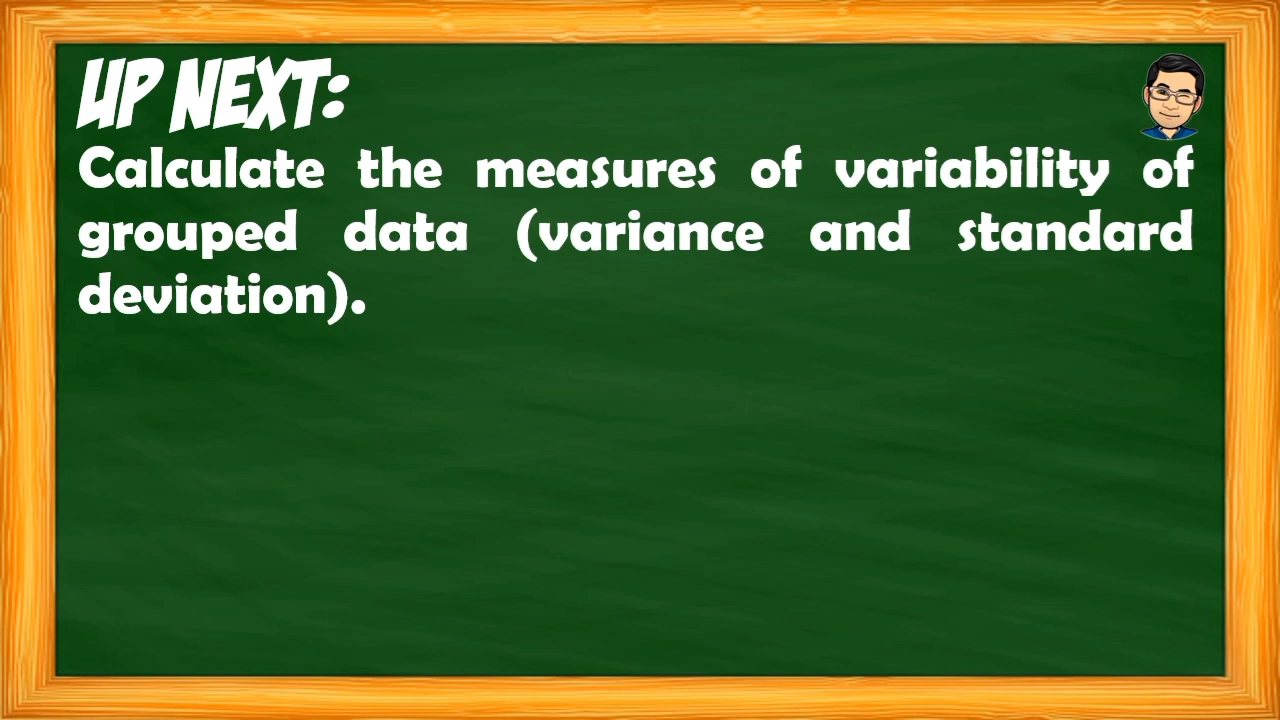 UP NEXT:
Calculate the measures of variability of
grouped data (variance and standard
deviation).